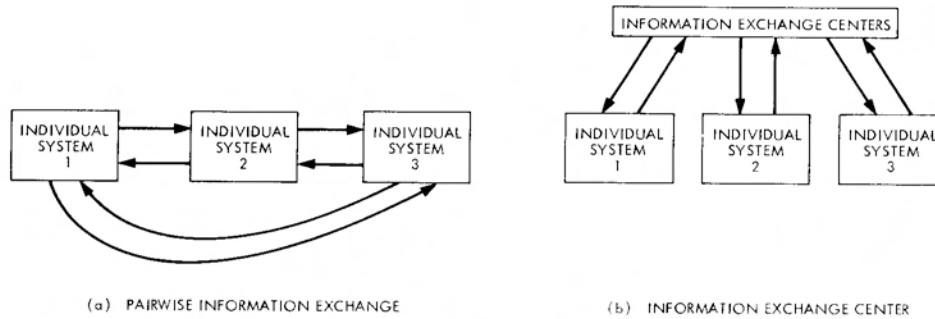 INFORMATION EXCHANGE CENTERS
INDIVIDUAL
SYSTEM
1
INDIVIDUAL
SYSTEM
2
INDIVIDUAL
SYSTEM
3
INDIVIDUAL
SYSTEM
1
INDIVIDUAL
SYSTEM
2
INDIVIDUAL
SYSTEM
3
(a) PAIRWISE INFORMATION EXCHANGE
(b) INFORMATION EXCHANGE CENTER